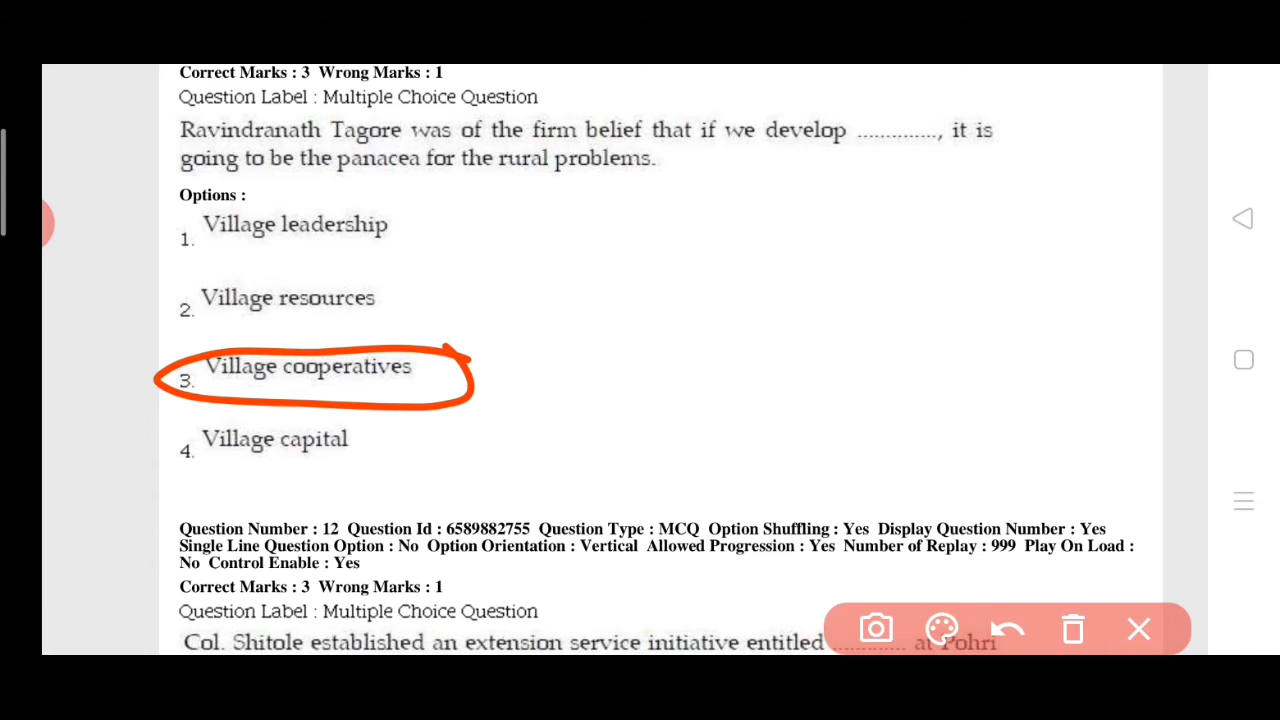 Correct Marks : 3 Wrong Marks : 1
Question Label : Multiple Choice Question
Ravindranath Tagore was of the firm belief that if we develop .............., it is
going to be the panacea for the rural problems.
Options :
1. Village leadership
2. Village resources
3. Village cooperatives
4. Village capital
Question Number : 12 Question Id : 6589882755 Question Type : MCQ Option Shuffling : Yes Display Question Number : Yes
Single Line Question Option : No Option Orientation : Vertical Allowed Progression : Yes Number of Replay : 999 Play On Load :
No Control Enable : Yes
Correct Marks : 3 Wrong Marks : 1
Question Label : Multiple Choice Question
Col. Shitole established an extension service initiative entitled ............. at Pohri